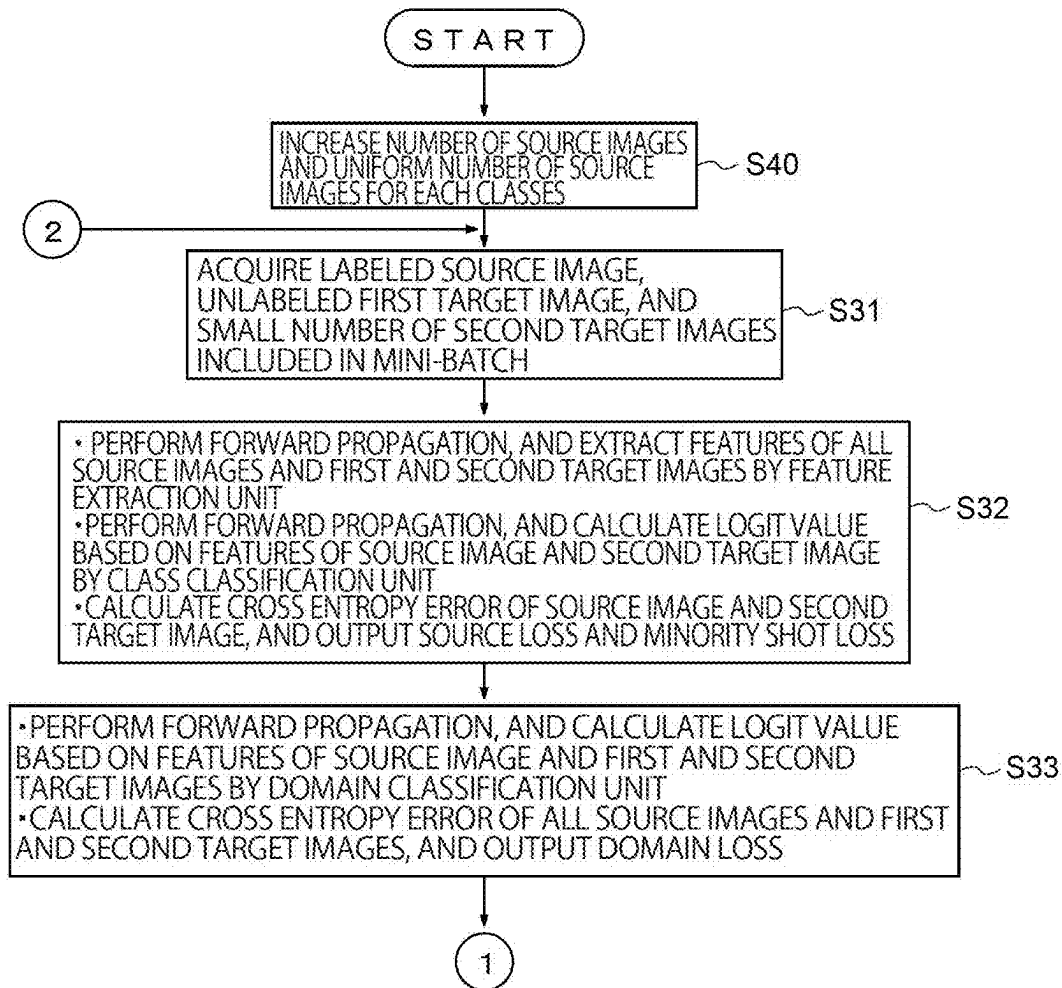 START
INCREASE NUMBER OF SOURCE IMAGES
AND UNIFORM NUMBER OF SOURCE
IMAGES FOR EACH CLASSES
S40
2
ACQUIRE LABELED SOURCE IMAGE,
UNLABELED FIRST TARGET IMAGE, AND
SMALL NUMBER OF SECOND TARGET IMAGES
INCLUDED IN MINI-BATCH
S31
・PERFORM FORWARD PROPAGATION, AND EXTRACT FEATURES OF ALL
SOURCE IMAGES AND FIRST AND SECOND TARGET IMAGES BY FEATURE
EXTRACTION UNIT
・PERFORM FORWARD PROPAGATION, AND CALCULATE LOGIT VALUE
BASED ON FEATURES OF SOURCE IMAGE AND SECOND TARGET IMAGE
BY CLASS CLASSIFICATION UNIT
・CALCULATE CROSS ENTROPY ERROR OF SOURCE IMAGE AND SECOND
TARGET IMAGE, AND OUTPUT SOURCE LOSS AND MINORITY SHOT LOSS
S32
・PERFORM FORWARD PROPAGATION, AND CALCULATE LOGIT VALUE
BASED ON FEATURES OF SOURCE IMAGE AND FIRST AND SECOND
TARGET IMAGES BY DOMAIN CLASSIFICATION UNIT
・CALCULATE CROSS ENTROPY ERROR OF ALL SOURCE IMAGES AND FIRST
AND SECOND TARGET IMAGES, AND OUTPUT DOMAIN LOSS
S33
1